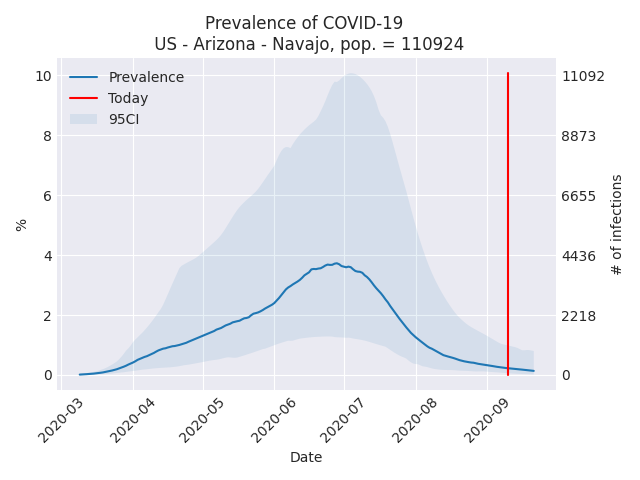 Prevalence of COVID-19
US - Arizona - Navajo, pop. = 110924
Prevalence
Today
95CI
10
8
6
4
2
0
%
11092
8873
6655
4436
2218
0
# of infections
2020-03
2020-04
2020-05
2020-06
2020-07
2020-08
2020-09
Date